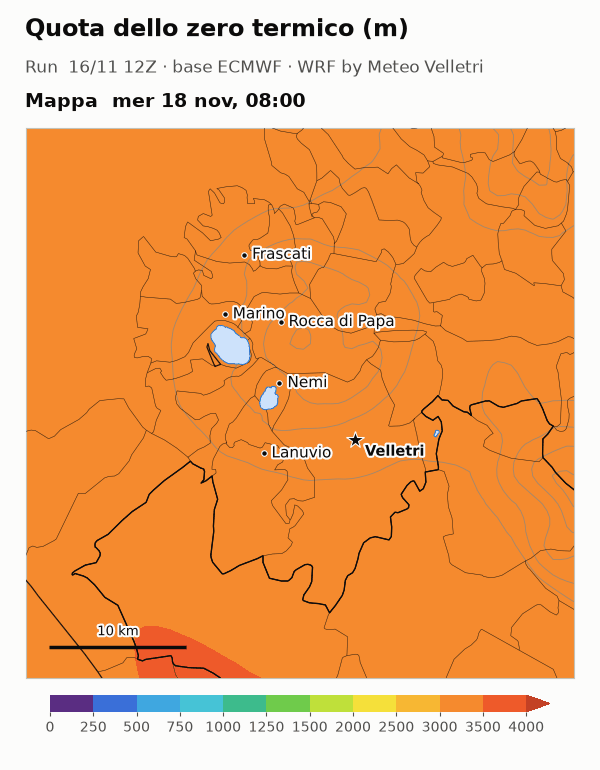 Quota dello zero termico (m)
Run  16/11 12Z · base ECMWF · WRF by Meteo Velletri
Mappa  mer 18 nov, 08:00
Frascati
Marino
Rocca di Papa
Nemi
Velletri
Lanuvio
10 km
0 250 500 750 1000 1250 1500 2000 2500 3000 3500 4000